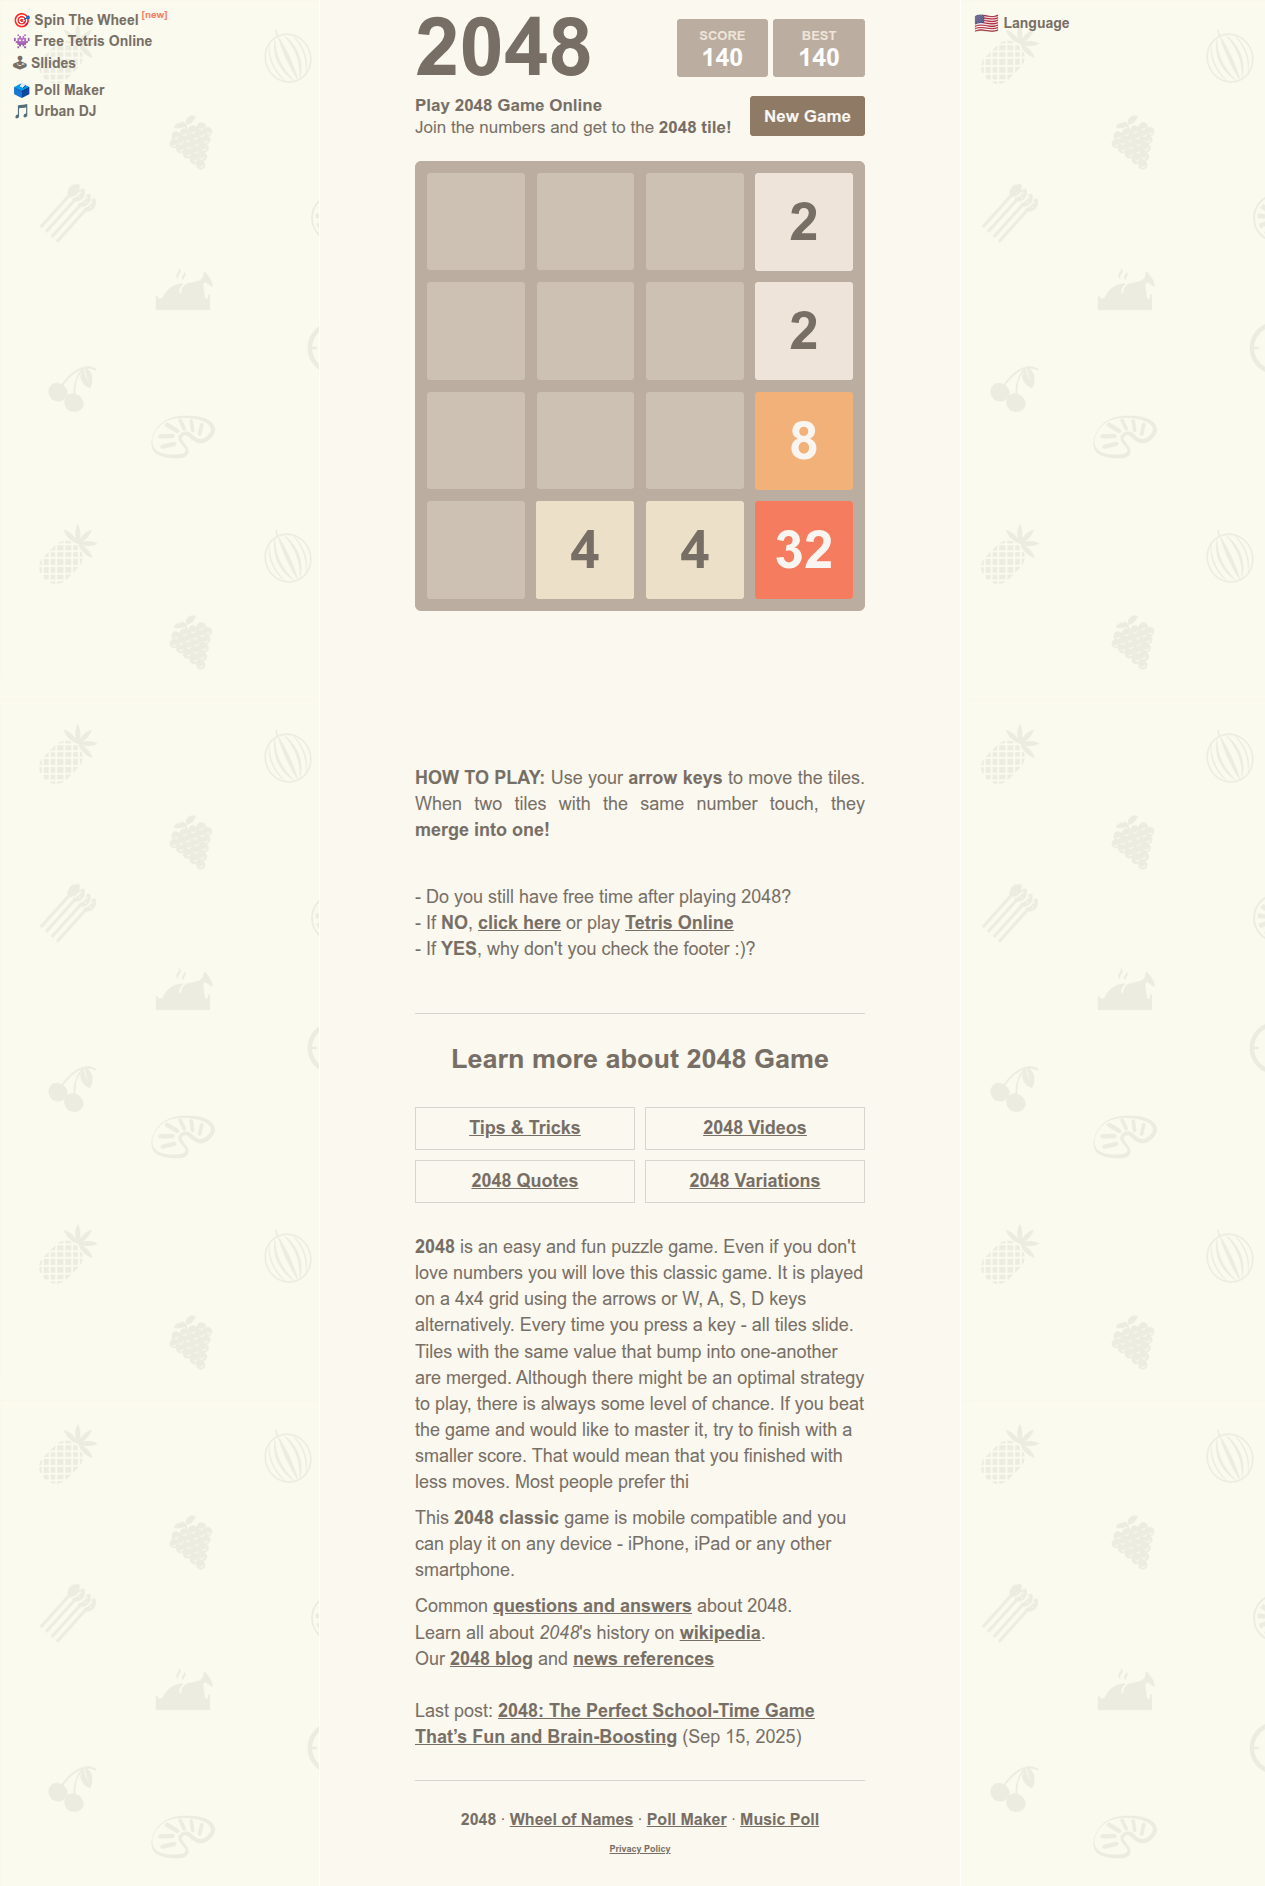 🎯 Spin The Wheel [new]
👾 Free Tetris Online
🕹 Sllides
🗳 Poll Maker
🎵 Urban DJ
🇺🇸 Language
2048
SCORE
140
BEST
140
Play 2048 Game Online
Join the numbers and get to the 2048 tile!
New Game
2
2
8
4 4 32
HOW TO PLAY: Use your arrow keys to move the tiles.
When two tiles with the same number touch, they
merge into one!
- Do you still have free time after playing 2048?
- If NO, click here or play Tetris Online
- If YES, why don't you check the footer :)?
Learn more about 2048 Game
Tips & Tricks
2048 Videos
2048 Quotes
2048 Variations
2048 is an easy and fun puzzle game. Even if you don't
love numbers you will love this classic game. It is played
on a 4x4 grid using the arrows or W, A, S, D keys
alternatively. Every time you press a key - all tiles slide.
Tiles with the same value that bump into one-another
are merged. Although there might be an optimal strategy
to play, there is always some level of chance. If you beat
the game and would like to master it, try to finish with a
smaller score. That would mean that you finished with
less moves. Most people prefer thi
This 2048 classic game is mobile compatible and you
can play it on any device - iPhone, iPad or any other
smartphone.
Common questions and answers about 2048.
Learn all about 2048's history on wikipedia.
Our 2048 blog and news references
Last post: 2048: The Perfect School-Time Game
That’s Fun and Brain-Boosting (Sep 15, 2025)
2048 · Wheel of Names · Poll Maker · Music Poll
Privacy Policy